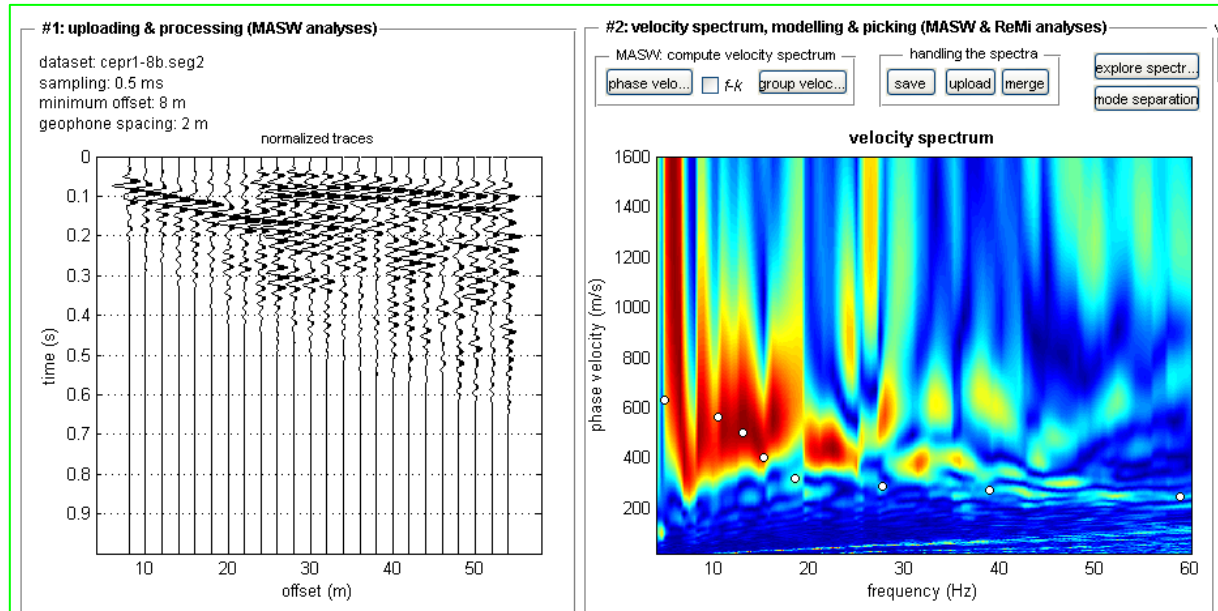 #1: uploading & processing (MASW analyses)
dataset: cepr1-8b.seg2
sampling: 0.5 ms
minimum offset: 8 m
geophone spacing: 2 m
normalized traces
0
0.1
0.2
0.3
0.4
0.5
0.6
0.7
0.8
0.9
time (s)
10 20 30 40 50
offset (m)
#2: velocity spectrum, modelling & picking (MASW & ReMi analyses)
MASW: compute velocity spectrum
phase velo... f-k group veloc...
handling the spectra
save upload merge
explore spectr...
mode separation
velocity spectrum
1600
1400
1200
1000
800
600
400
200
phase velocity (m/s)
10 20 30 40 50 60
frequency (Hz)